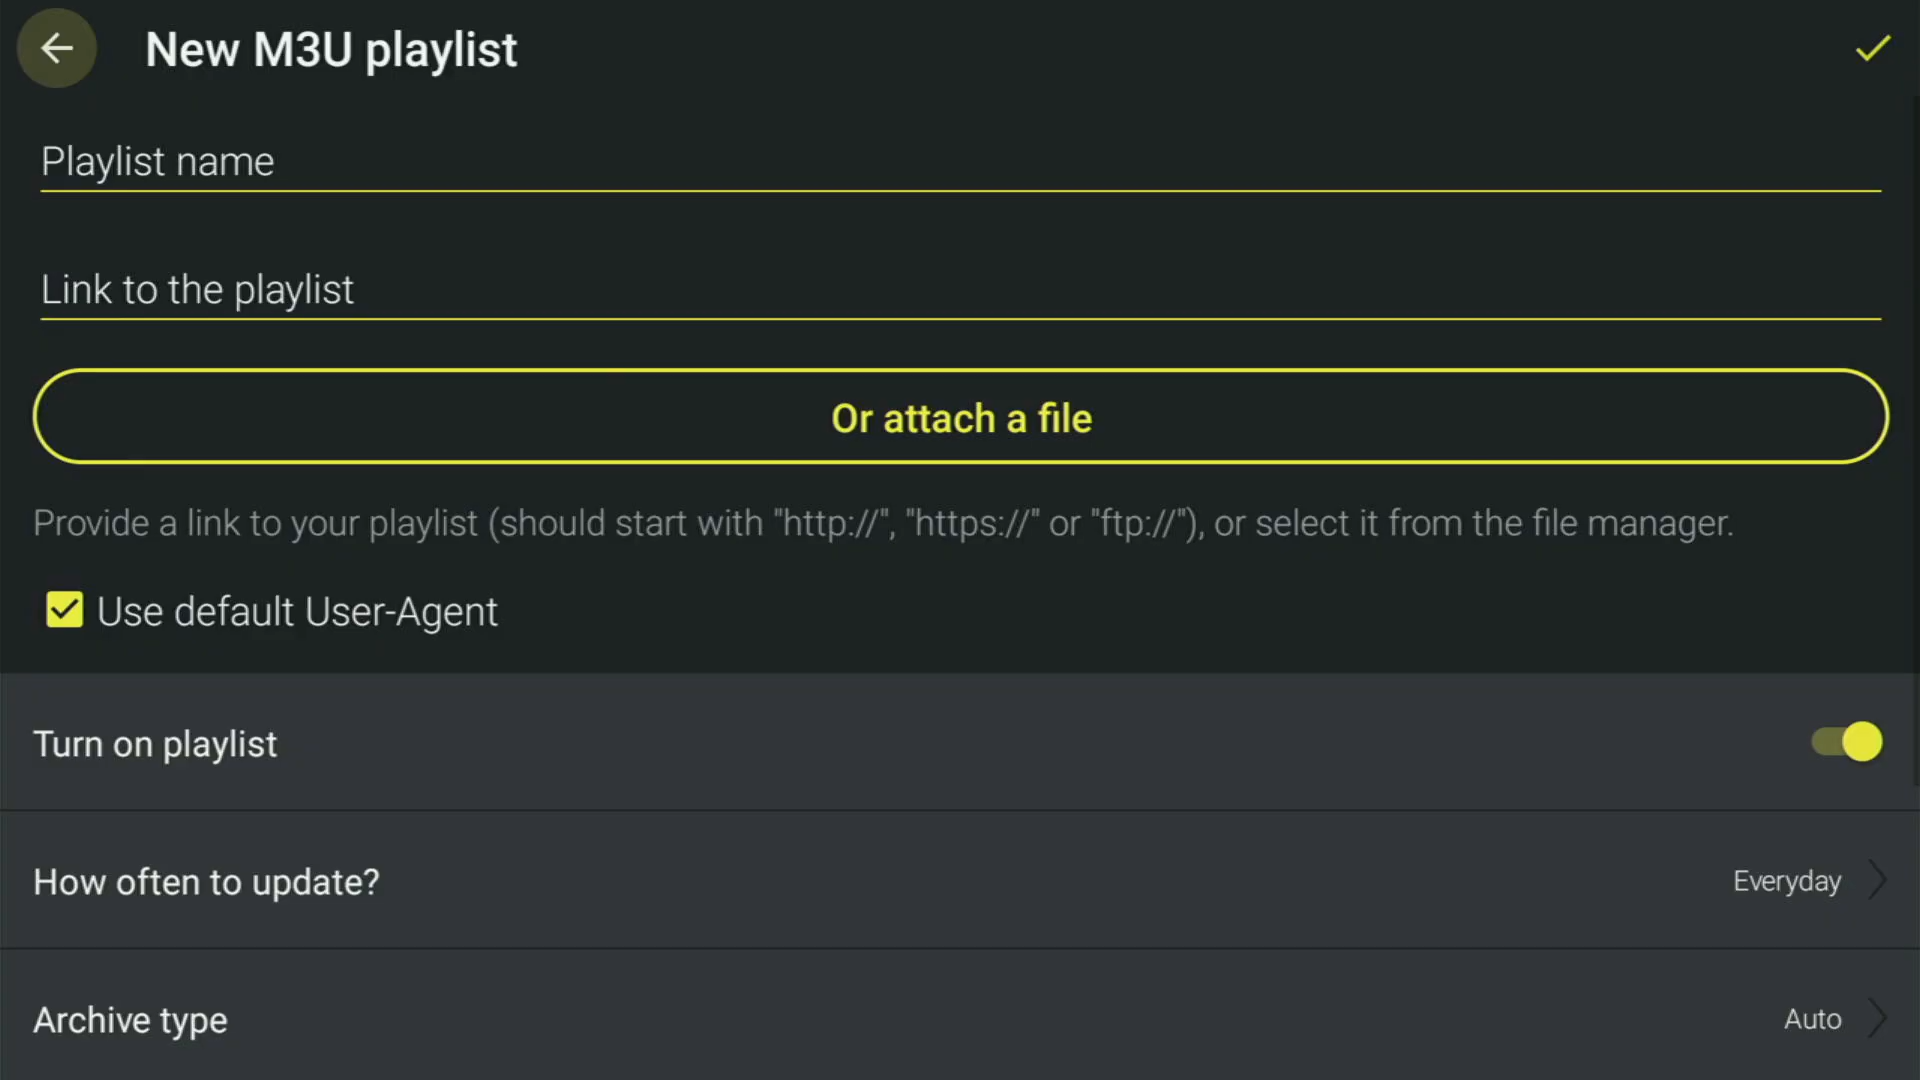 New M3U playlist
Playlist name
Link to the playlist
Or attach a file
Provide a link to your playlist (should start with "http://", "https://" or "ftp://"), or select it from the file manager.
Use default User-Agent
Turn on playlist
How often to update?
Everyday
Archive type
Auto